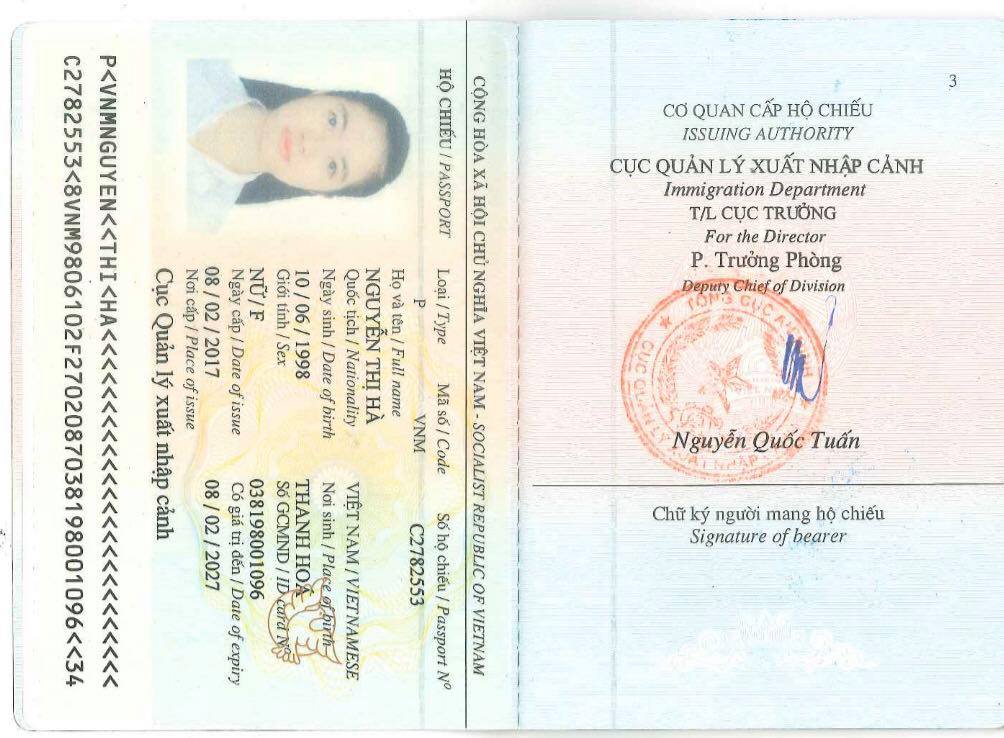 CỘNG HÒA XÃ HỘI CHỦ NGHĨA VIỆT NAM - SOCIALIST REPUBLIC OF VIETNAM
HỘ CHIẾU / PASSPORT Loại / Type Mã số / Code Số hộ chiếu / Passport Nº
P VNM C2782553
Họ và tên / Full name
NGUYỄN THỊ HÀ
Quốc tịch / Nationality
VIỆT NAM / VIETNAMESE
Ngày sinh / Date of birth Nơi sinh / Place of birth
10 / 06 / 1998 THANH HOÁ
Giới tính / Sex Số GCMND / ID card Nº
NỮ / F 038198001096
Ngày cấp / Date of issue Có giá trị đến / Date of expiry
08 / 02 / 2017 08 / 02 / 2027
Nơi cấp / Place of issue
Cục Quản lý xuất nhập cảnh
P<VNMNGUYEN<<THI<HA<<<<<<<<<<<<<<<<<<<<<<<<<
C2782553<8VNM9806102F2702087038198001096<<34
3
CƠ QUAN CẤP HỘ CHIẾU
ISSUING AUTHORITY
CỤC QUẢN LÝ XUẤT NHẬP CẢNH
Immigration Department
T/L CỤC TRƯỞNG
For the Director
P. Trưởng Phòng
Deputy Chief of Division
TỔNG CỤC
CỤC QUẢN LÝ XUẤT NHẬP
Nguyễn Quốc Tuấn
Chữ ký người mang hộ chiếu
Signature of bearer